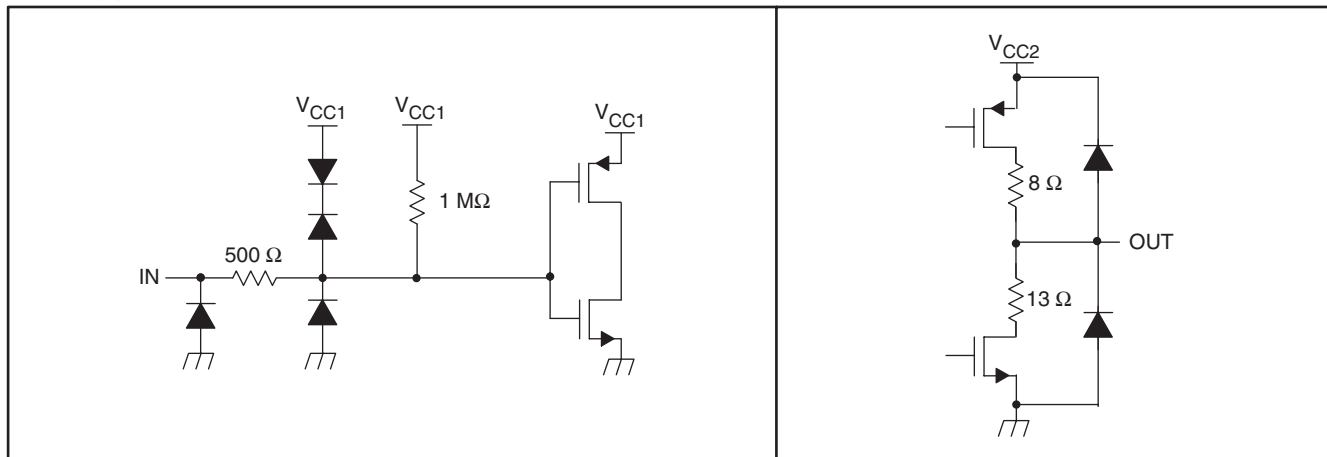 V_CC1
V_CC1
V_CC1
1 MΩ
500 Ω
IN
V_CC2
8 Ω
OUT
13 Ω